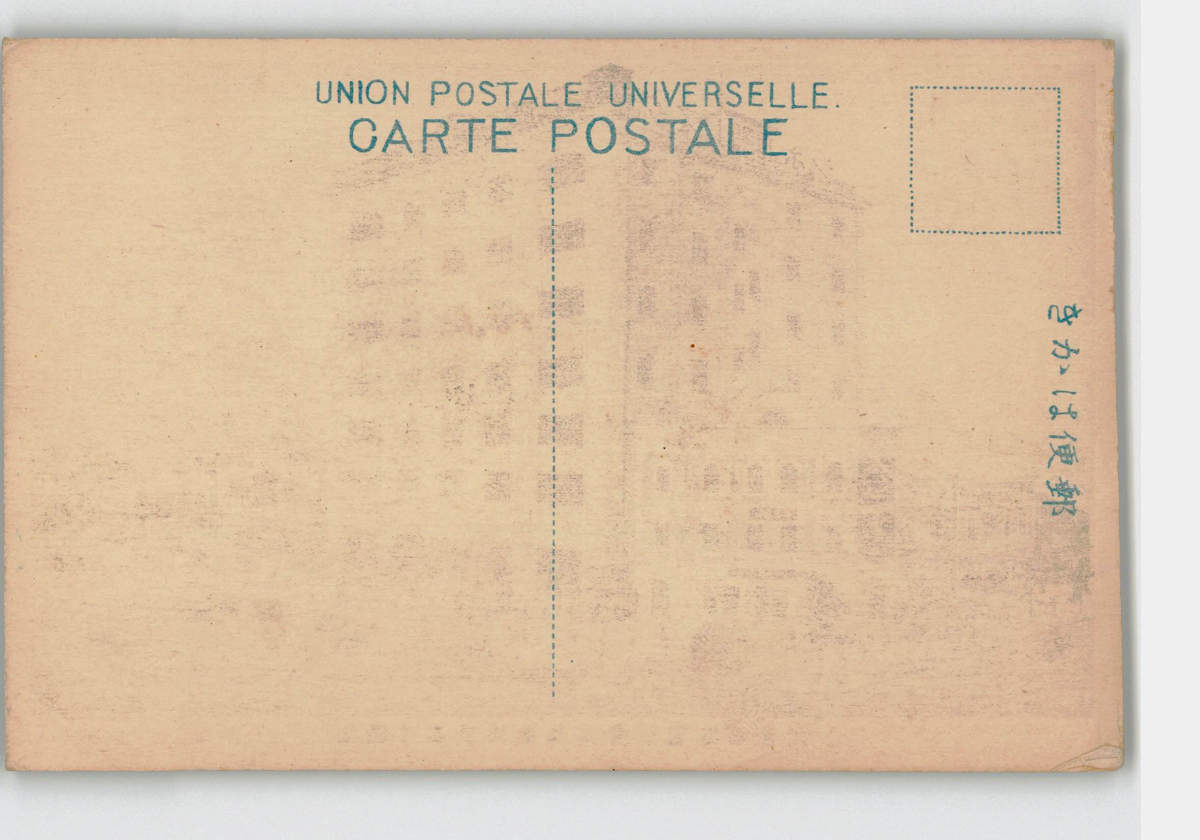 UNION POSTALE UNIVERSELLE.
CARTE POSTALE
郵便はかき